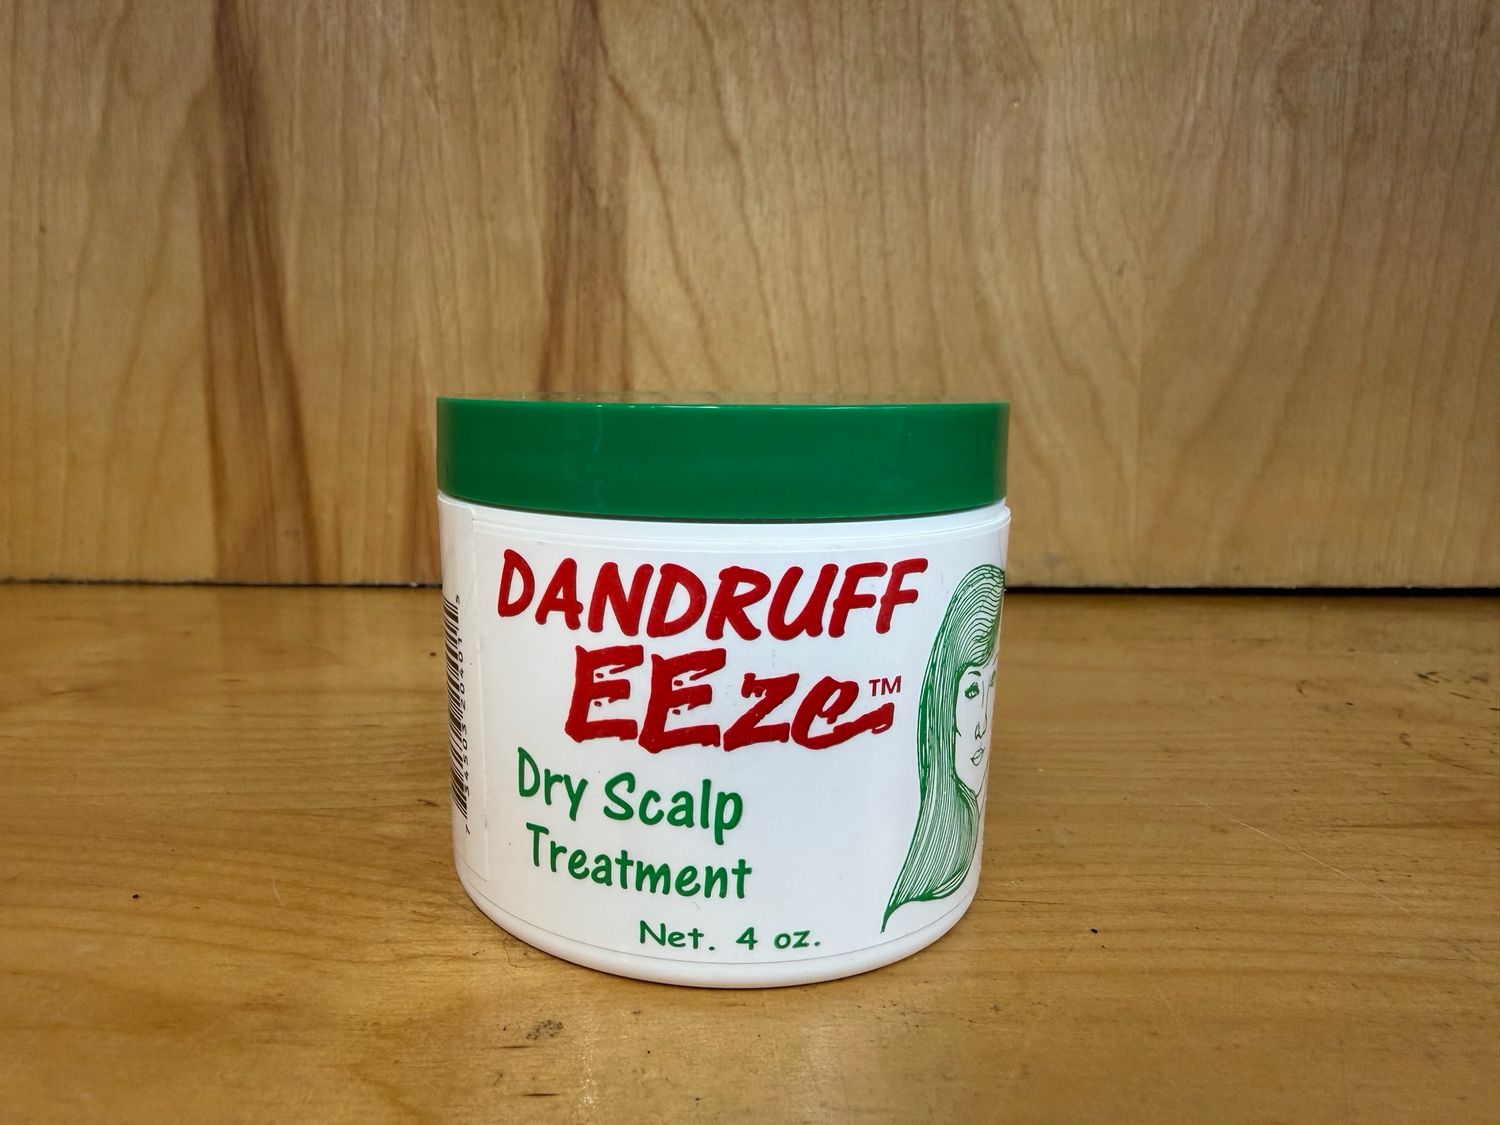 DANDRUFF
EEze™
Dry Scalp
Treatment
Net. 4 oz.